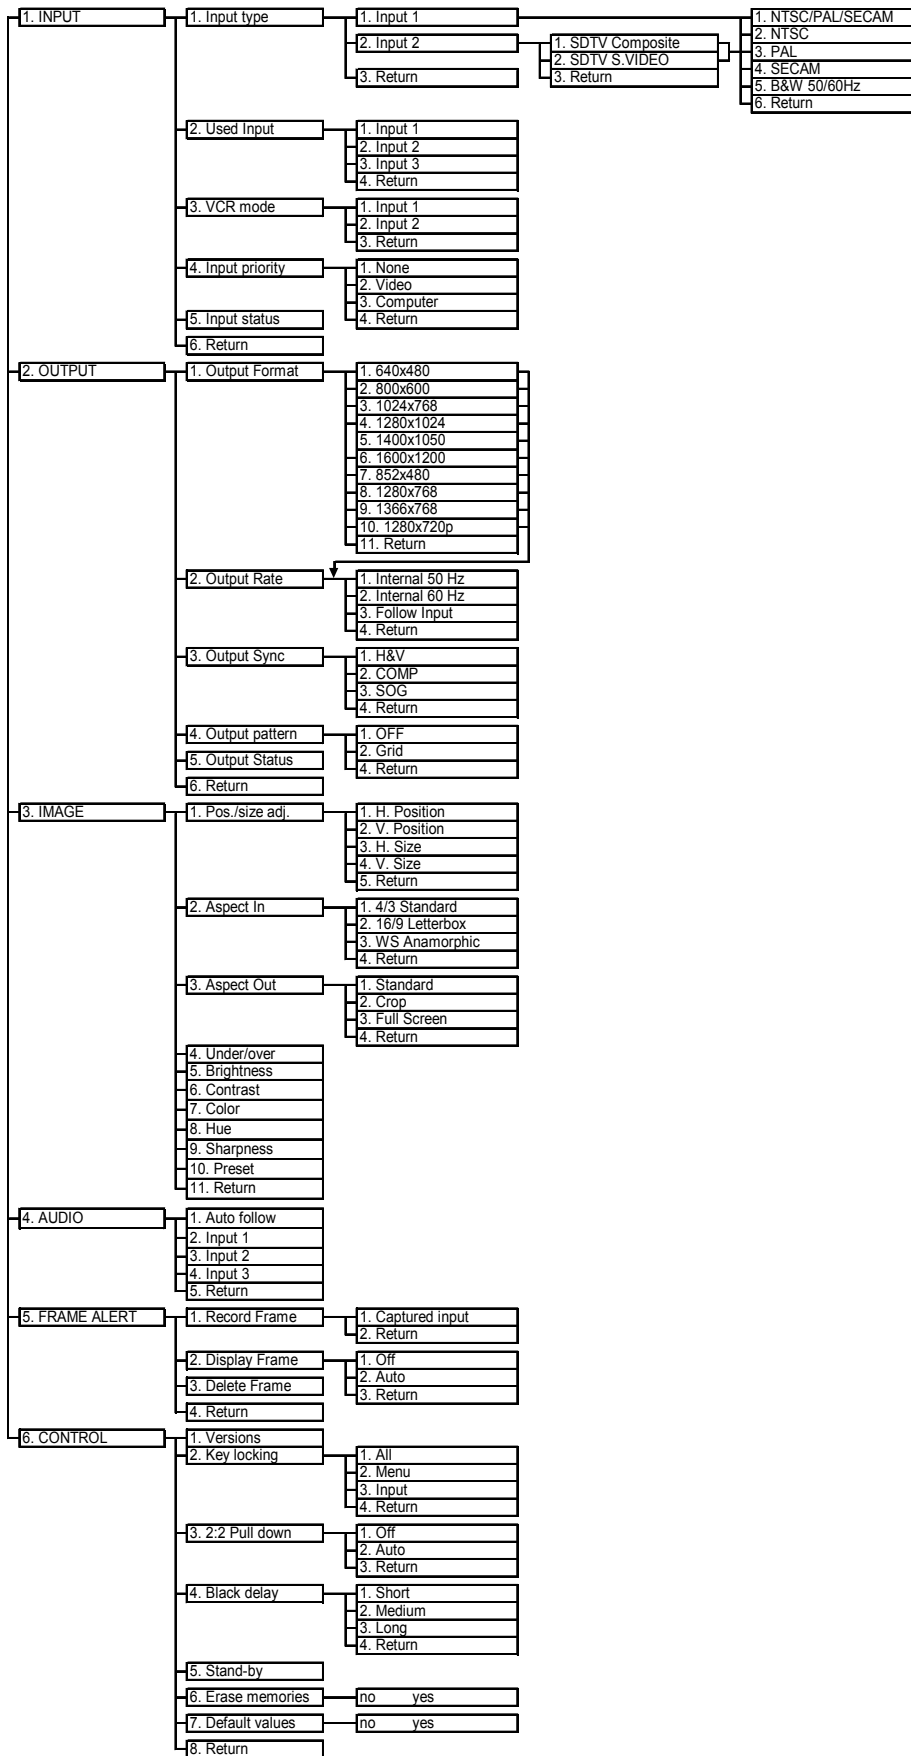 1. INPUT
1. Input type
1. Input 1
1. NTSC/PAL/SECAM
2. NTSC
3. PAL
4. SECAM
5. B&W 50/60Hz
6. Return
2. Input 2
1. SDTV Composite
2. SDTV S.VIDEO
3. Return
3. Return
2. Used Input
1. Input 1
2. Input 2
3. Input 3
4. Return
3. VCR mode
1. Input 1
2. Input 2
3. Return
4. Input priority
1. None
2. Video
3. Computer
4. Return
5. Input status
6. Return
2. OUTPUT
1. Output Format
1. 640x480
2. 800x600
3. 1024x768
4. 1280x1024
5. 1400x1050
6. 1600x1200
7. 852x480
8. 1280x768
9. 1366x768
10. 1280x720p
11. Return
2. Output Rate
1. Internal 50 Hz
2. Internal 60 Hz
3. Follow Input
4. Return
3. Output Sync
1. H&V
2. COMP
3. SOG
4. Return
4. Output pattern
1. OFF
2. Grid
4. Return
5. Output Status
6. Return
3. IMAGE
1. Pos./size adj.
1. H. Position
2. V. Position
3. H. Size
4. V. Size
5. Return
2. Aspect In
1. 4/3 Standard
2. 16/9 Letterbox
3. WS Anamorphic
4. Return
3. Aspect Out
1. Standard
2. Crop
3. Full Screen
4. Return
4. Under/over
5. Brightness
6. Contrast
7. Color
8. Hue
9. Sharpness
10. Preset
11. Return
4. AUDIO
1. Auto follow
2. Input 1
3. Input 2
4. Input 3
5. Return
5. FRAME ALERT
1. Record Frame
1. Captured input
2. Return
2. Display Frame
1. Off
2. Auto
3. Return
3. Delete Frame
4. Return
6. CONTROL
1. Versions
2. Key locking
1. All
2. Menu
3. Input
4. Return
3. 2:2 Pull down
1. Off
2. Auto
3. Return
4. Black delay
1. Short
2. Medium
3. Long
4. Return
5. Stand-by
6. Erase memories
no yes
7. Default values
no yes
8. Return